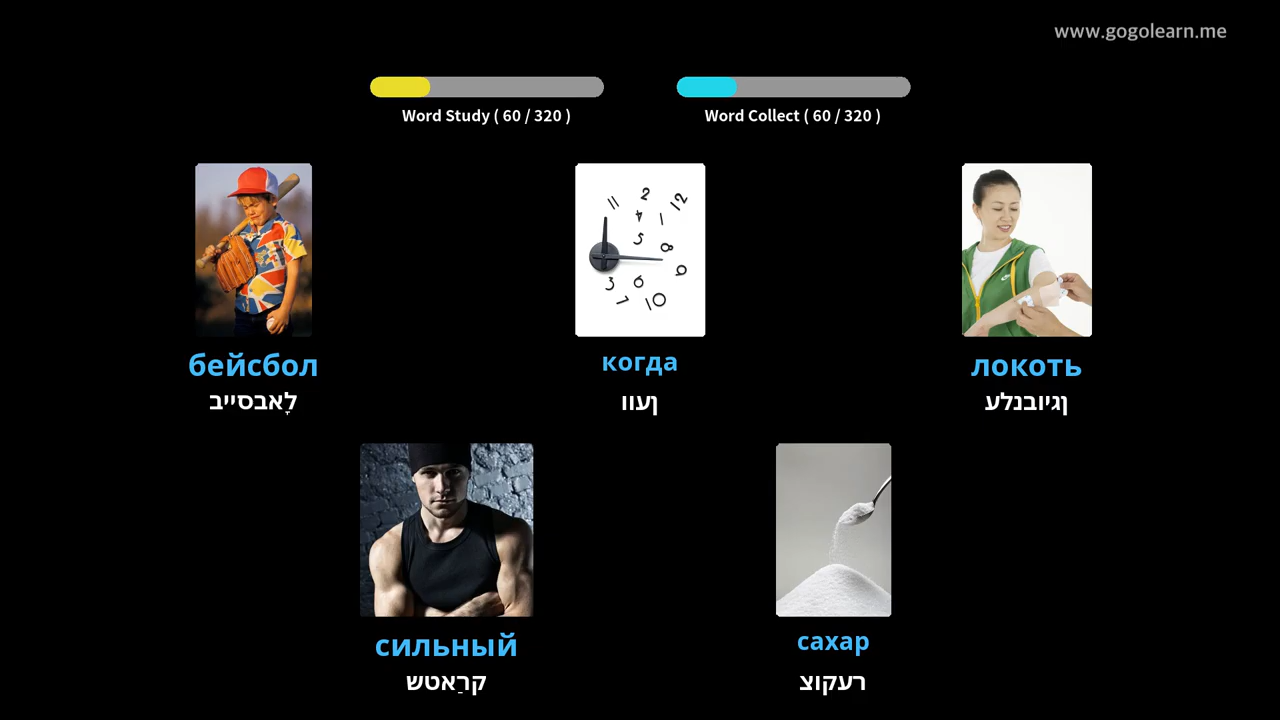 www.gogolearn.me
Word Study ( 60 / 320 )
Word Collect ( 60 / 320 )
бейсбол
לָאבסייב
когда
ןעוו
локоть
ןגיובנלע
сильный
קרַאטש
сахар
רעקוצ